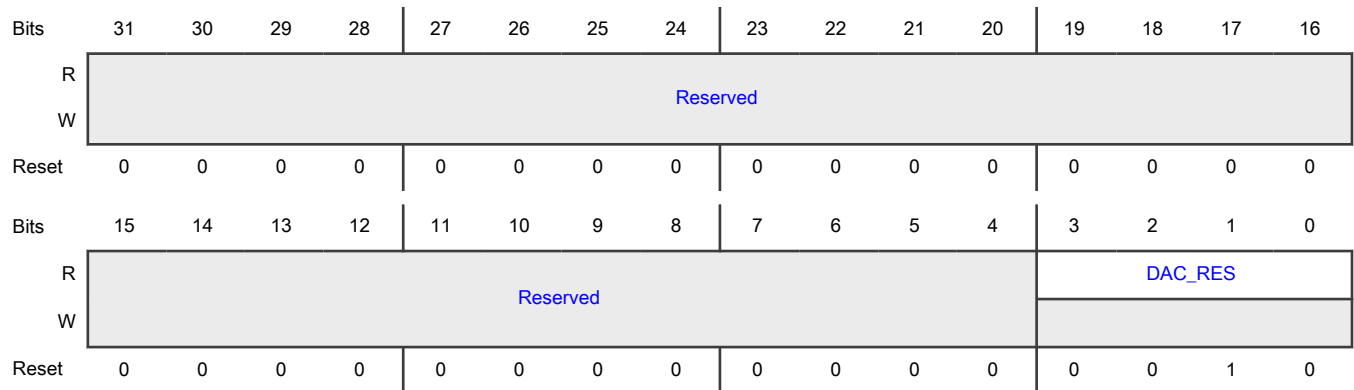 Bits 31 30 29 28 27 26 25 24 23 22 21 20 19 18 17 16
R
Reserved
W
Reset 0 0 0 0 0 0 0 0 0 0 0 0 0 0 0 0
Bits 15 14 13 12 11 10 9 8 7 6 5 4 3 2 1 0
R DAC_RES
Reserved
W
Reset 0 0 0 0 0 0 0 0 0 0 0 0 0 0 1 0